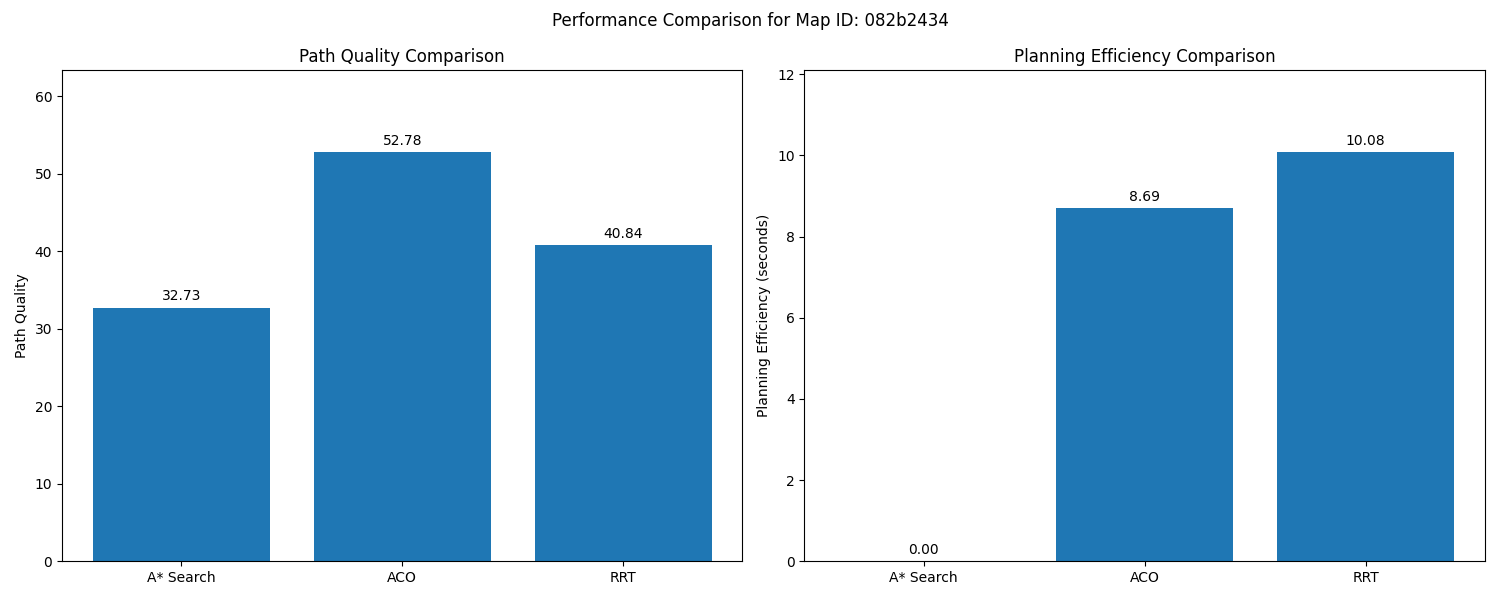 Performance Comparison for Map ID: 082b2434
Path Quality Comparison
Path Quality
60
50
40
30
20
10
0
32.73
52.78
40.84
A* Search
ACO
RRT
Planning Efficiency Comparison
Planning Efficiency (seconds)
12
10
8
6
4
2
0
0.00
8.69
10.08
A* Search
ACO
RRT